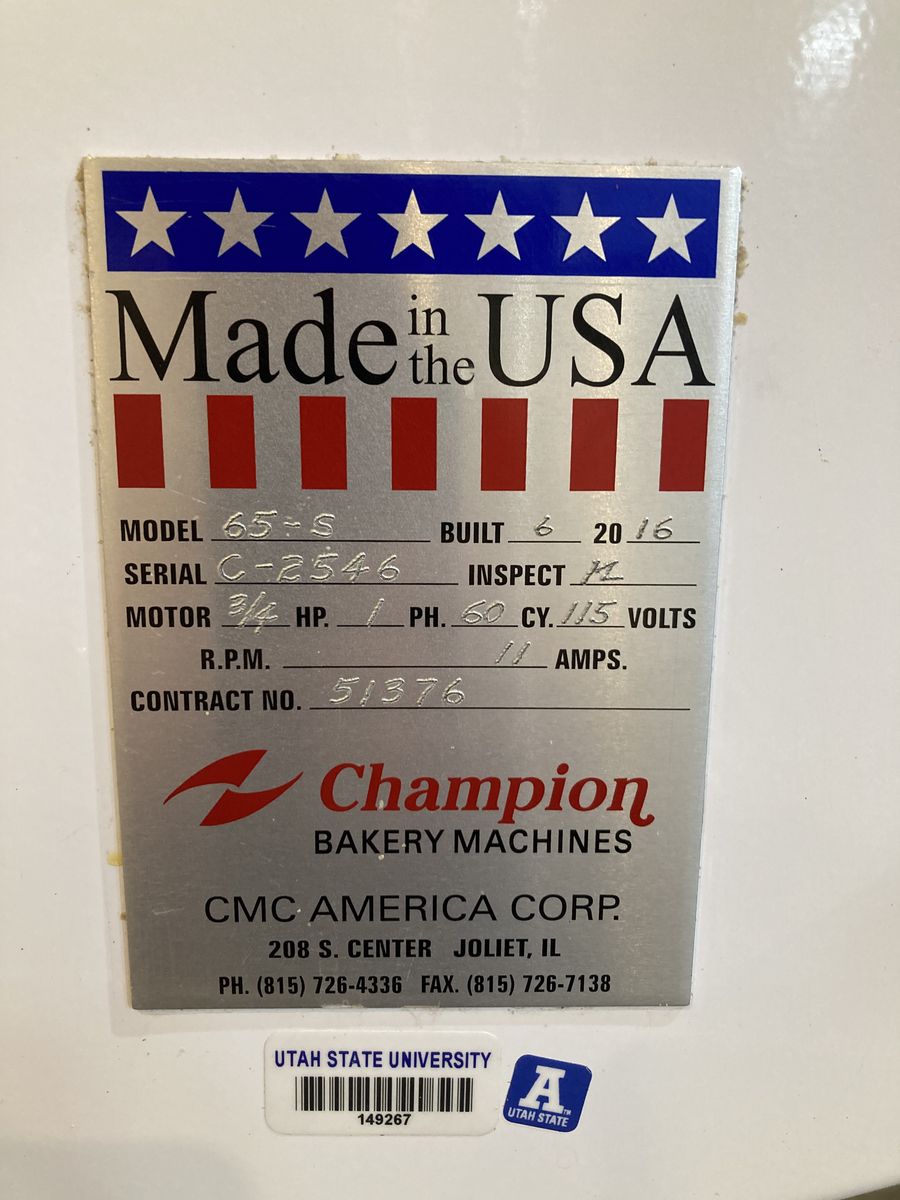 Made in the USA
MODEL 65-S BUILT 6 20 16
SERIAL C-2546 INSPECT
MOTOR 3/4 HP. 1 PH. 60 CY. 115 VOLTS
R.P.M. 11 AMPS.
CONTRACT NO. 51376
Champion
BAKERY MACHINES
CMC AMERICA CORP.
208 S. CENTER JOLIET, IL
PH. (815) 726-4336 FAX. (815) 726-7138
UTAH STATE UNIVERSITY
149267
A
UTAH STATE